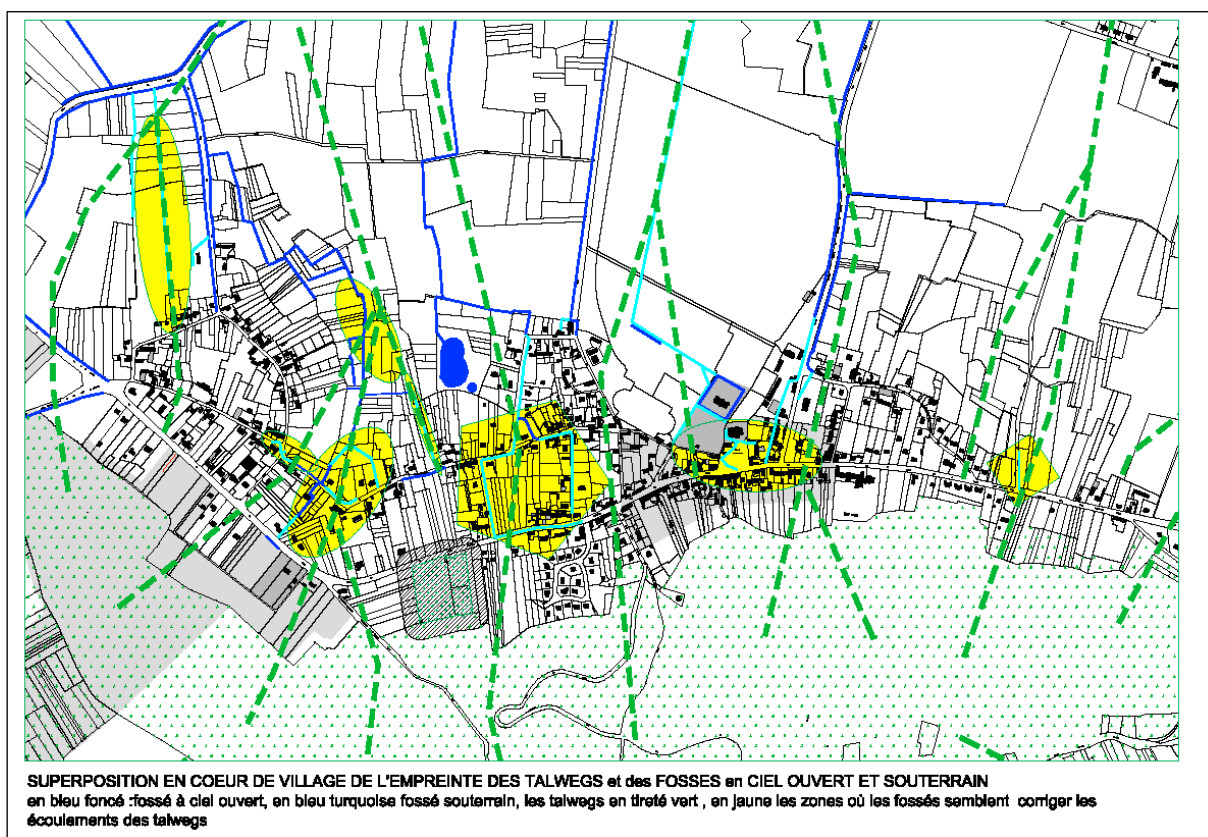 SUPERPOSITION EN COEUR DE VILLAGE DE L'EMPREINTE DES TALWEGS et des FOSSES en CIEL OUVERT ET SOUTERRAIN
en bleu foncé :fossé à ciel ouvert, en bleu turquoise fossé souterrain, les talwegs en tireté vert , en jaune les zones où les fossés semblent corriger les
écoulements des talwegs